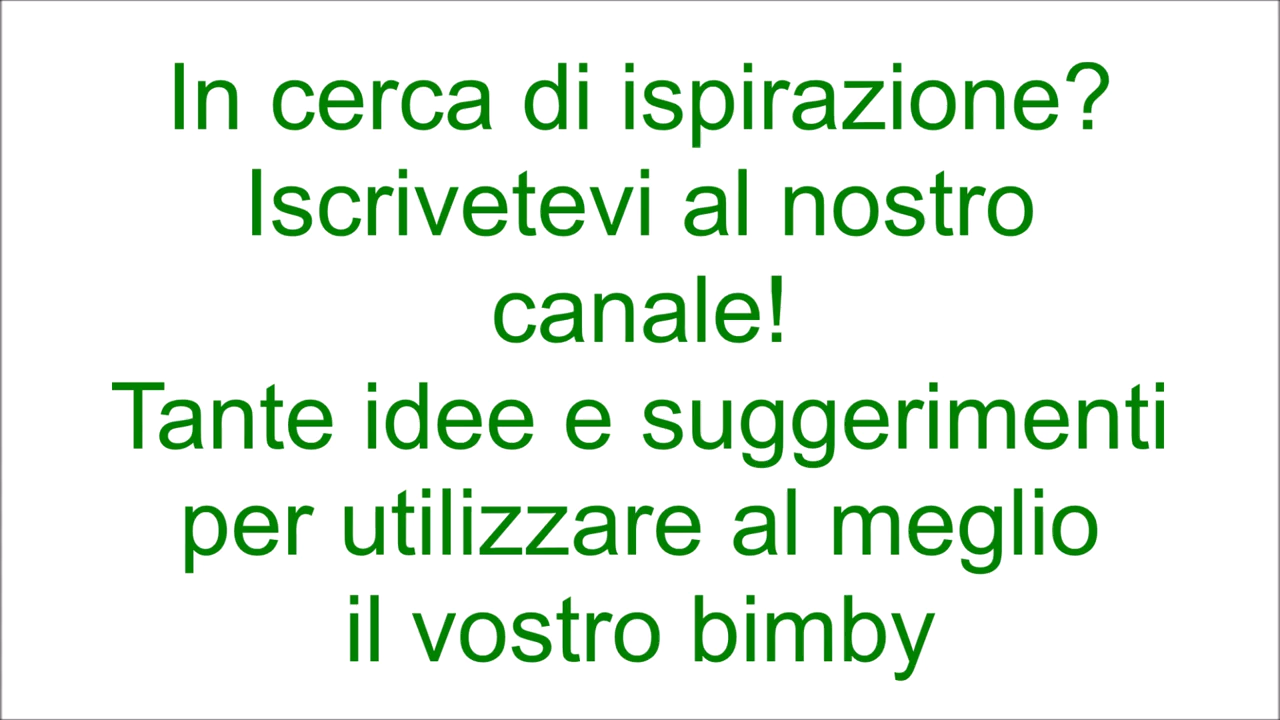 In cerca di ispirazione?
Iscrivetevi al nostro
canale!
Tante idee e suggerimenti
per utilizzare al meglio
il vostro bimby